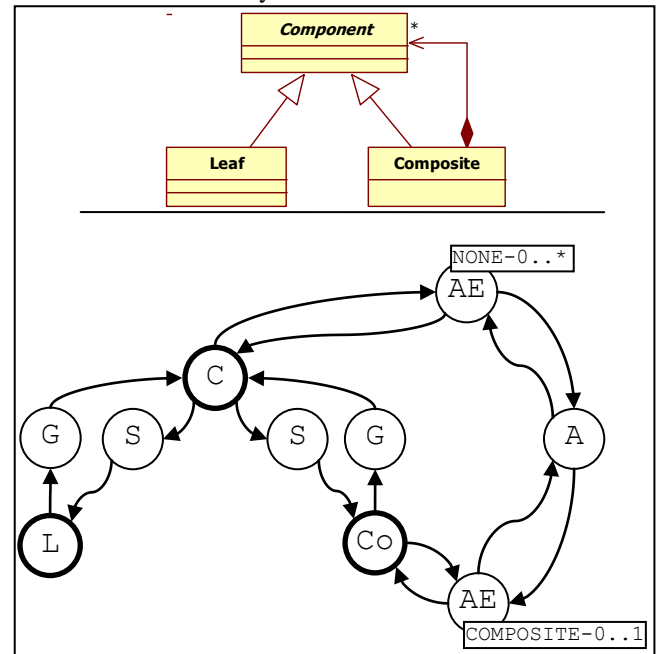 Component
*
Leaf
Composite
NONE-0..*
AE
C
G
S
S
G
A
L
Co
AE
COMPOSITE-0..1